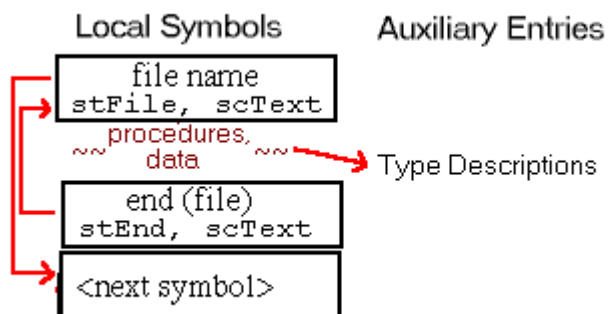 Local Symbols Auxiliary Entries
file name
stFile, scText
~~ procedures, ~~
data
Type Descriptions
end (file)
stEnd, scText
<next symbol>